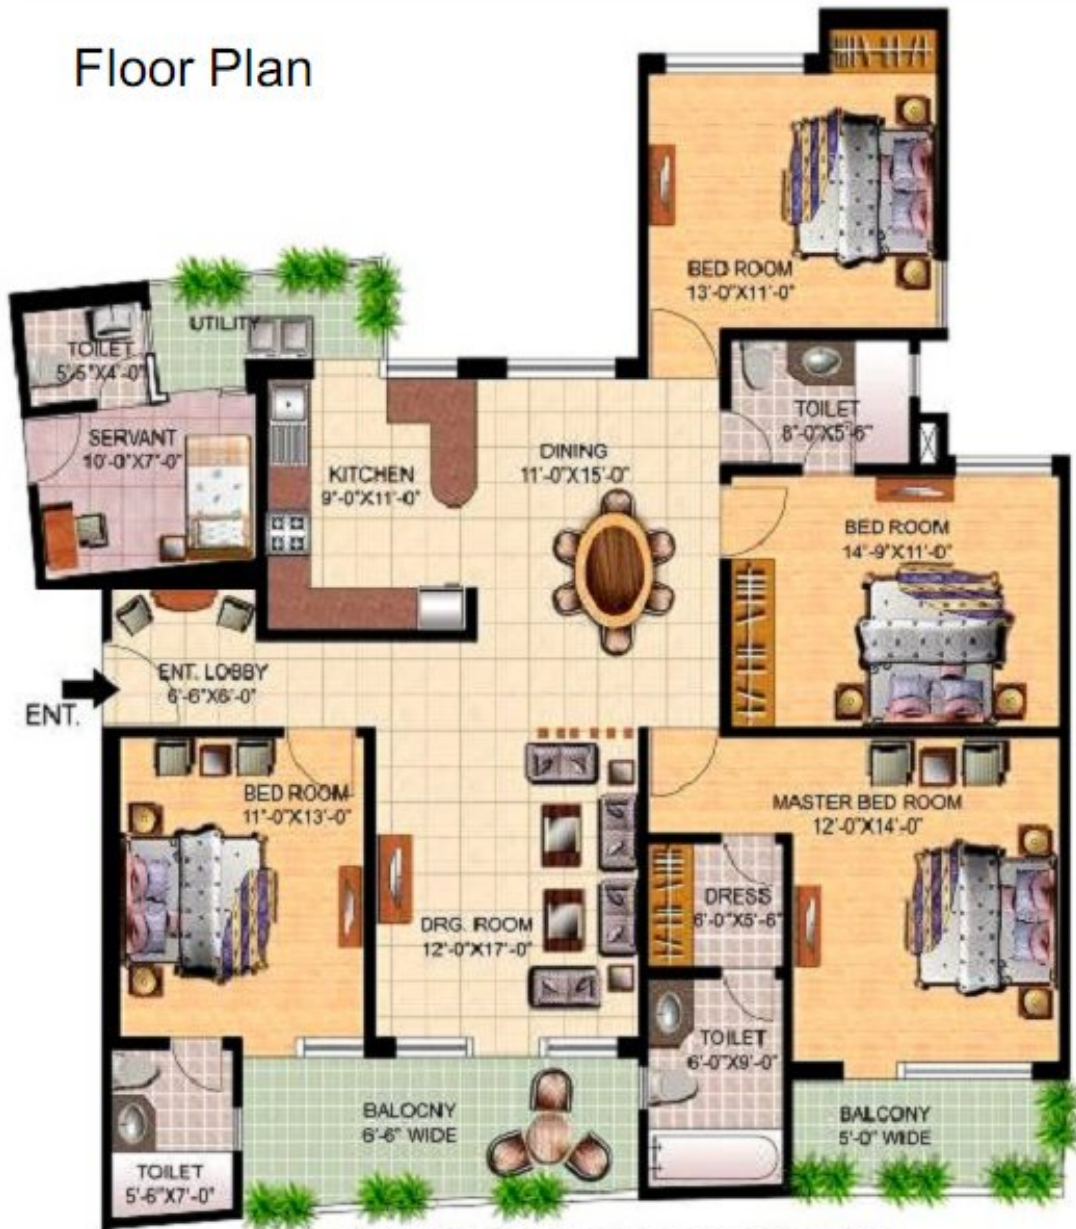 Floor Plan
BED ROOM
13'-0"X11'-0"
UTILITY
TOILET
5'-5"X4'-0"
TOILET
8'-0"X5'-6"
SERVANT
10'-0"X7'-0"
KITCHEN
9'-0"X11'-0"
DINING
11'-0"X15'-0"
BED ROOM
14'-9"X11'-0"
ENT. LOBBY
6'-6"X6'-0"
ENT.
BED ROOM
11'-0"X13'-0"
MASTER BED ROOM
12'-0"X14'-0"
DRESS
6'-0"X5'-6"
DRG. ROOM
12'-0"X17'-0"
TOILET
6'-0"X9'-0"
BALOCNY
6'-6" WIDE
BALCONY
5'-0" WIDE
TOILET
5'-6"X7'-0"